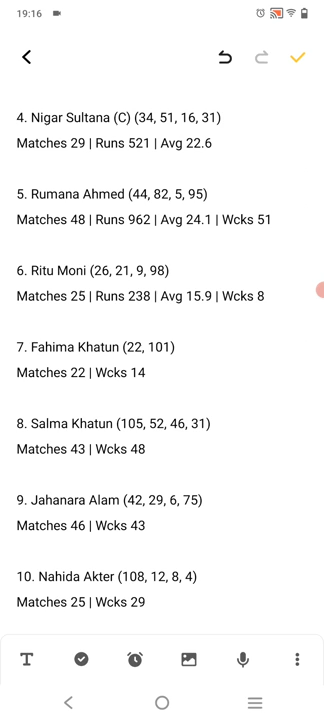 19:16
4. Nigar Sultana (C) (34, 51, 16, 31)
Matches 29 | Runs 521 | Avg 22.6
5. Rumana Ahmed (44, 82, 5, 95)
Matches 48 | Runs 962 | Avg 24.1 | Wcks 51
6. Ritu Moni (26, 21, 9, 98)
Matches 25 | Runs 238 | Avg 15.9 | Wcks 8
7. Fahima Khatun (22, 101)
Matches 22 | Wcks 14
8. Salma Khatun (105, 52, 46, 31)
Matches 43 | Wcks 48
9. Jahanara Alam (42, 29, 6, 75)
Matches 46 | Wcks 43
10. Nahida Akter (108, 12, 8, 4)
Matches 25 | Wcks 29